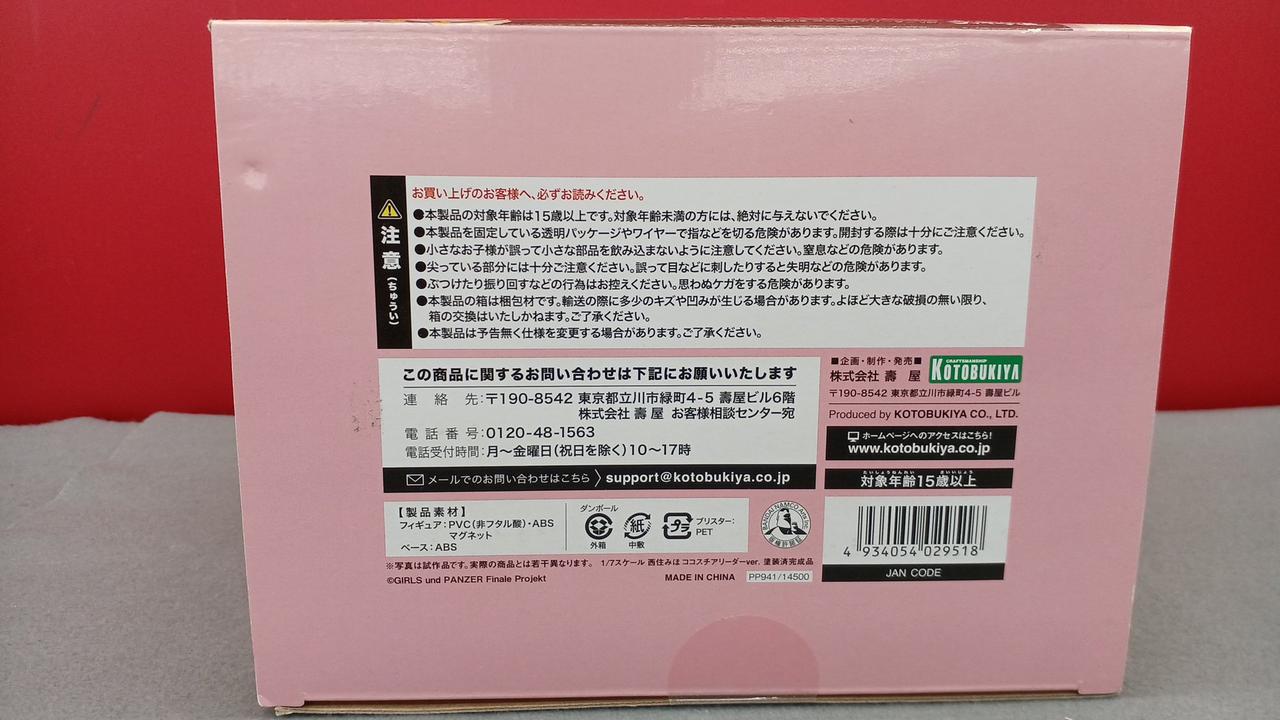 お買い上げのお客様へ、必ずお読みください。
注意(ちゅうい)
●本製品の対象年齢は15歳以上です。対象年齢未満の方には、絶対に与えないでください。
●本製品を固定している透明パッケージやワイヤーで指などを切る危険があります。開封する際は十分にご注意ください。
●小さなお子様が誤って小さな部品を飲み込まないように注意してください。窒息などの危険があります。
●尖っている部分には十分ご注意ください。誤って目などに刺したりすると失明などの危険があります。
●ぶつけたり振り回すなどの行為はお控えください。思わぬケガをする危険があります。
●本製品の箱は梱包材です。輸送の際に多少のキズや凹みが生じる場合があります。よほど大きな破損の無い限り、
箱の交換はいたしかねます。ご了承ください。
●本製品は予告無く仕様を変更する場合があります。ご了承ください。
この商品に関するお問い合わせは下記にお願いいたします
連絡先:〒190-8542 東京都立川市緑町4-5 壽屋ビル6階
株式会社 壽屋 お客様相談センター宛
電話番号:0120-48-1563
電話受付時間:月〜金曜日(祝日を除く)10〜17時
メールでのお問い合わせはこちら 〉support@kotobukiya.co.jp
■企画・制作・発売■
株式会社 壽屋
CRAFTSMANSHIP
KOTOBUKIYA
〒190-8542 東京都立川市緑町4-5 壽屋ビル
Produced by KOTOBUKIYA CO., LTD.
ホームページへのアクセスはこちら!
www.kotobukiya.co.jp
たいしょうねんれい さいいじょう
対象年齢15歳以上
【製品素材】
フィギュア:PVC(非フタル酸)・ABS
マグネット
ベース:ABS
ダンボール
外箱
紙
中敷
プラ
ブリスター:
PET
BANDAI NAMCO Arts Inc.
4 934054 029518
JAN CODE
※写真は試作品です。実際の商品とは若干異なります。 1/7スケール 西住みほ ココスチアリーダーver. 塗装済完成品
©GIRLS und PANZER Finale Projekt
MADE IN CHINA
PP941/14500